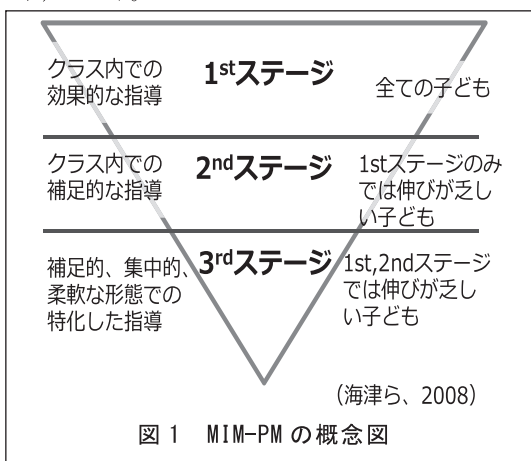 クラス内での
効果的な指導
1stステージ
全ての子ども
クラス内での
補足的な指導
2ndステージ
1stステージのみ
では伸びが乏し
い子ども
補足的、集中的、
柔軟な形態での
特化した指導
3rdステージ
1st,2ndステージ
では伸びが乏し
い子ども
(海津ら、2008)
図1 MIM-PMの概念図